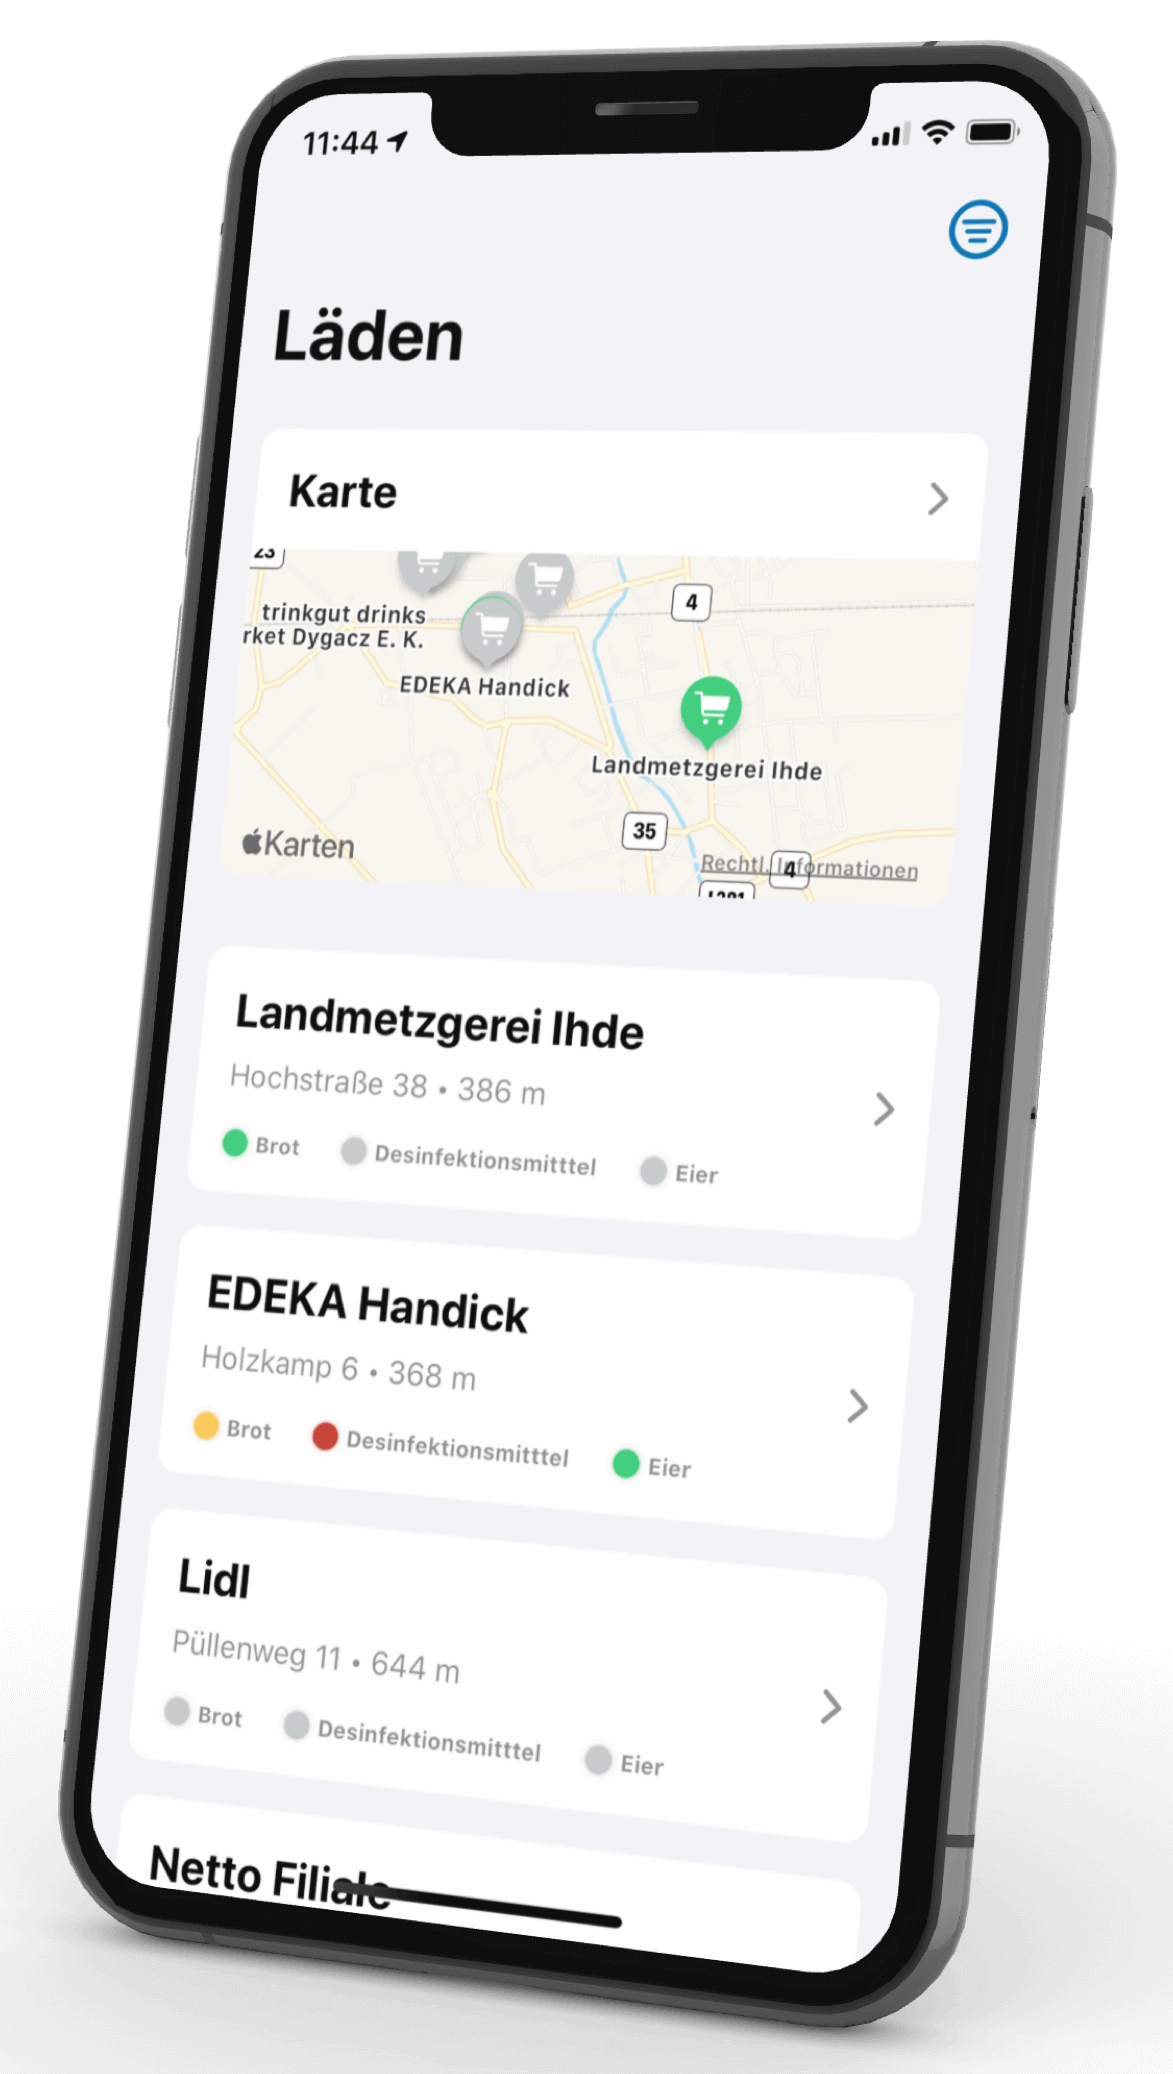 11:44
Läden
Karte
23
4
trinkgut drinks
rket Dygacz E. K.
EDEKA Handick
Landmetzgerei Ihde
35
Karten
Rechtl. Informationen
4
Landmetzgerei Ihde
Hochstraße 38 • 386 m
Brot Desinfektionsmitttel Eier
EDEKA Handick
Holzkamp 6 • 368 m
Brot Desinfektionsmitttel Eier
Lidl
Püllenweg 11 • 644 m
Brot Desinfektionsmitttel Eier
Netto Filiale